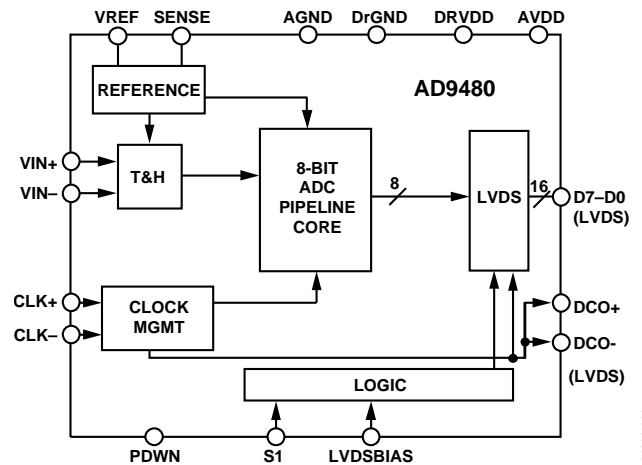 VREF SENSE AGND DrGND DRVDD AVDD
REFERENCE
AD9480
VIN+
VIN–
T&H
8-BIT
ADC
PIPELINE
CORE
8
LVDS
16
D7–D0
(LVDS)
CLK+
CLK–
CLOCK
MGMT
DCO+
DCO-
(LVDS)
LOGIC
PDWN S1 LVDSBIAS